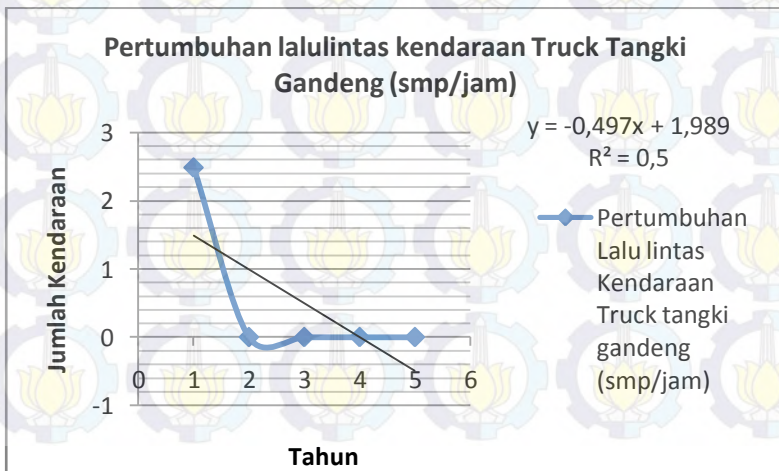 Pertumbuhan lalulintas kendaraan Truck Tangki
Gandeng (smp/jam)
y = -0,497x + 1,989
R² = 0,5
Jumlah Kendaraan
3
2
1
0
-1
0 1 2 3 4 5 6
Tahun
Pertumbuhan
Lalu lintas
Kendaraan
Truck tangki
gandeng
(smp/jam)